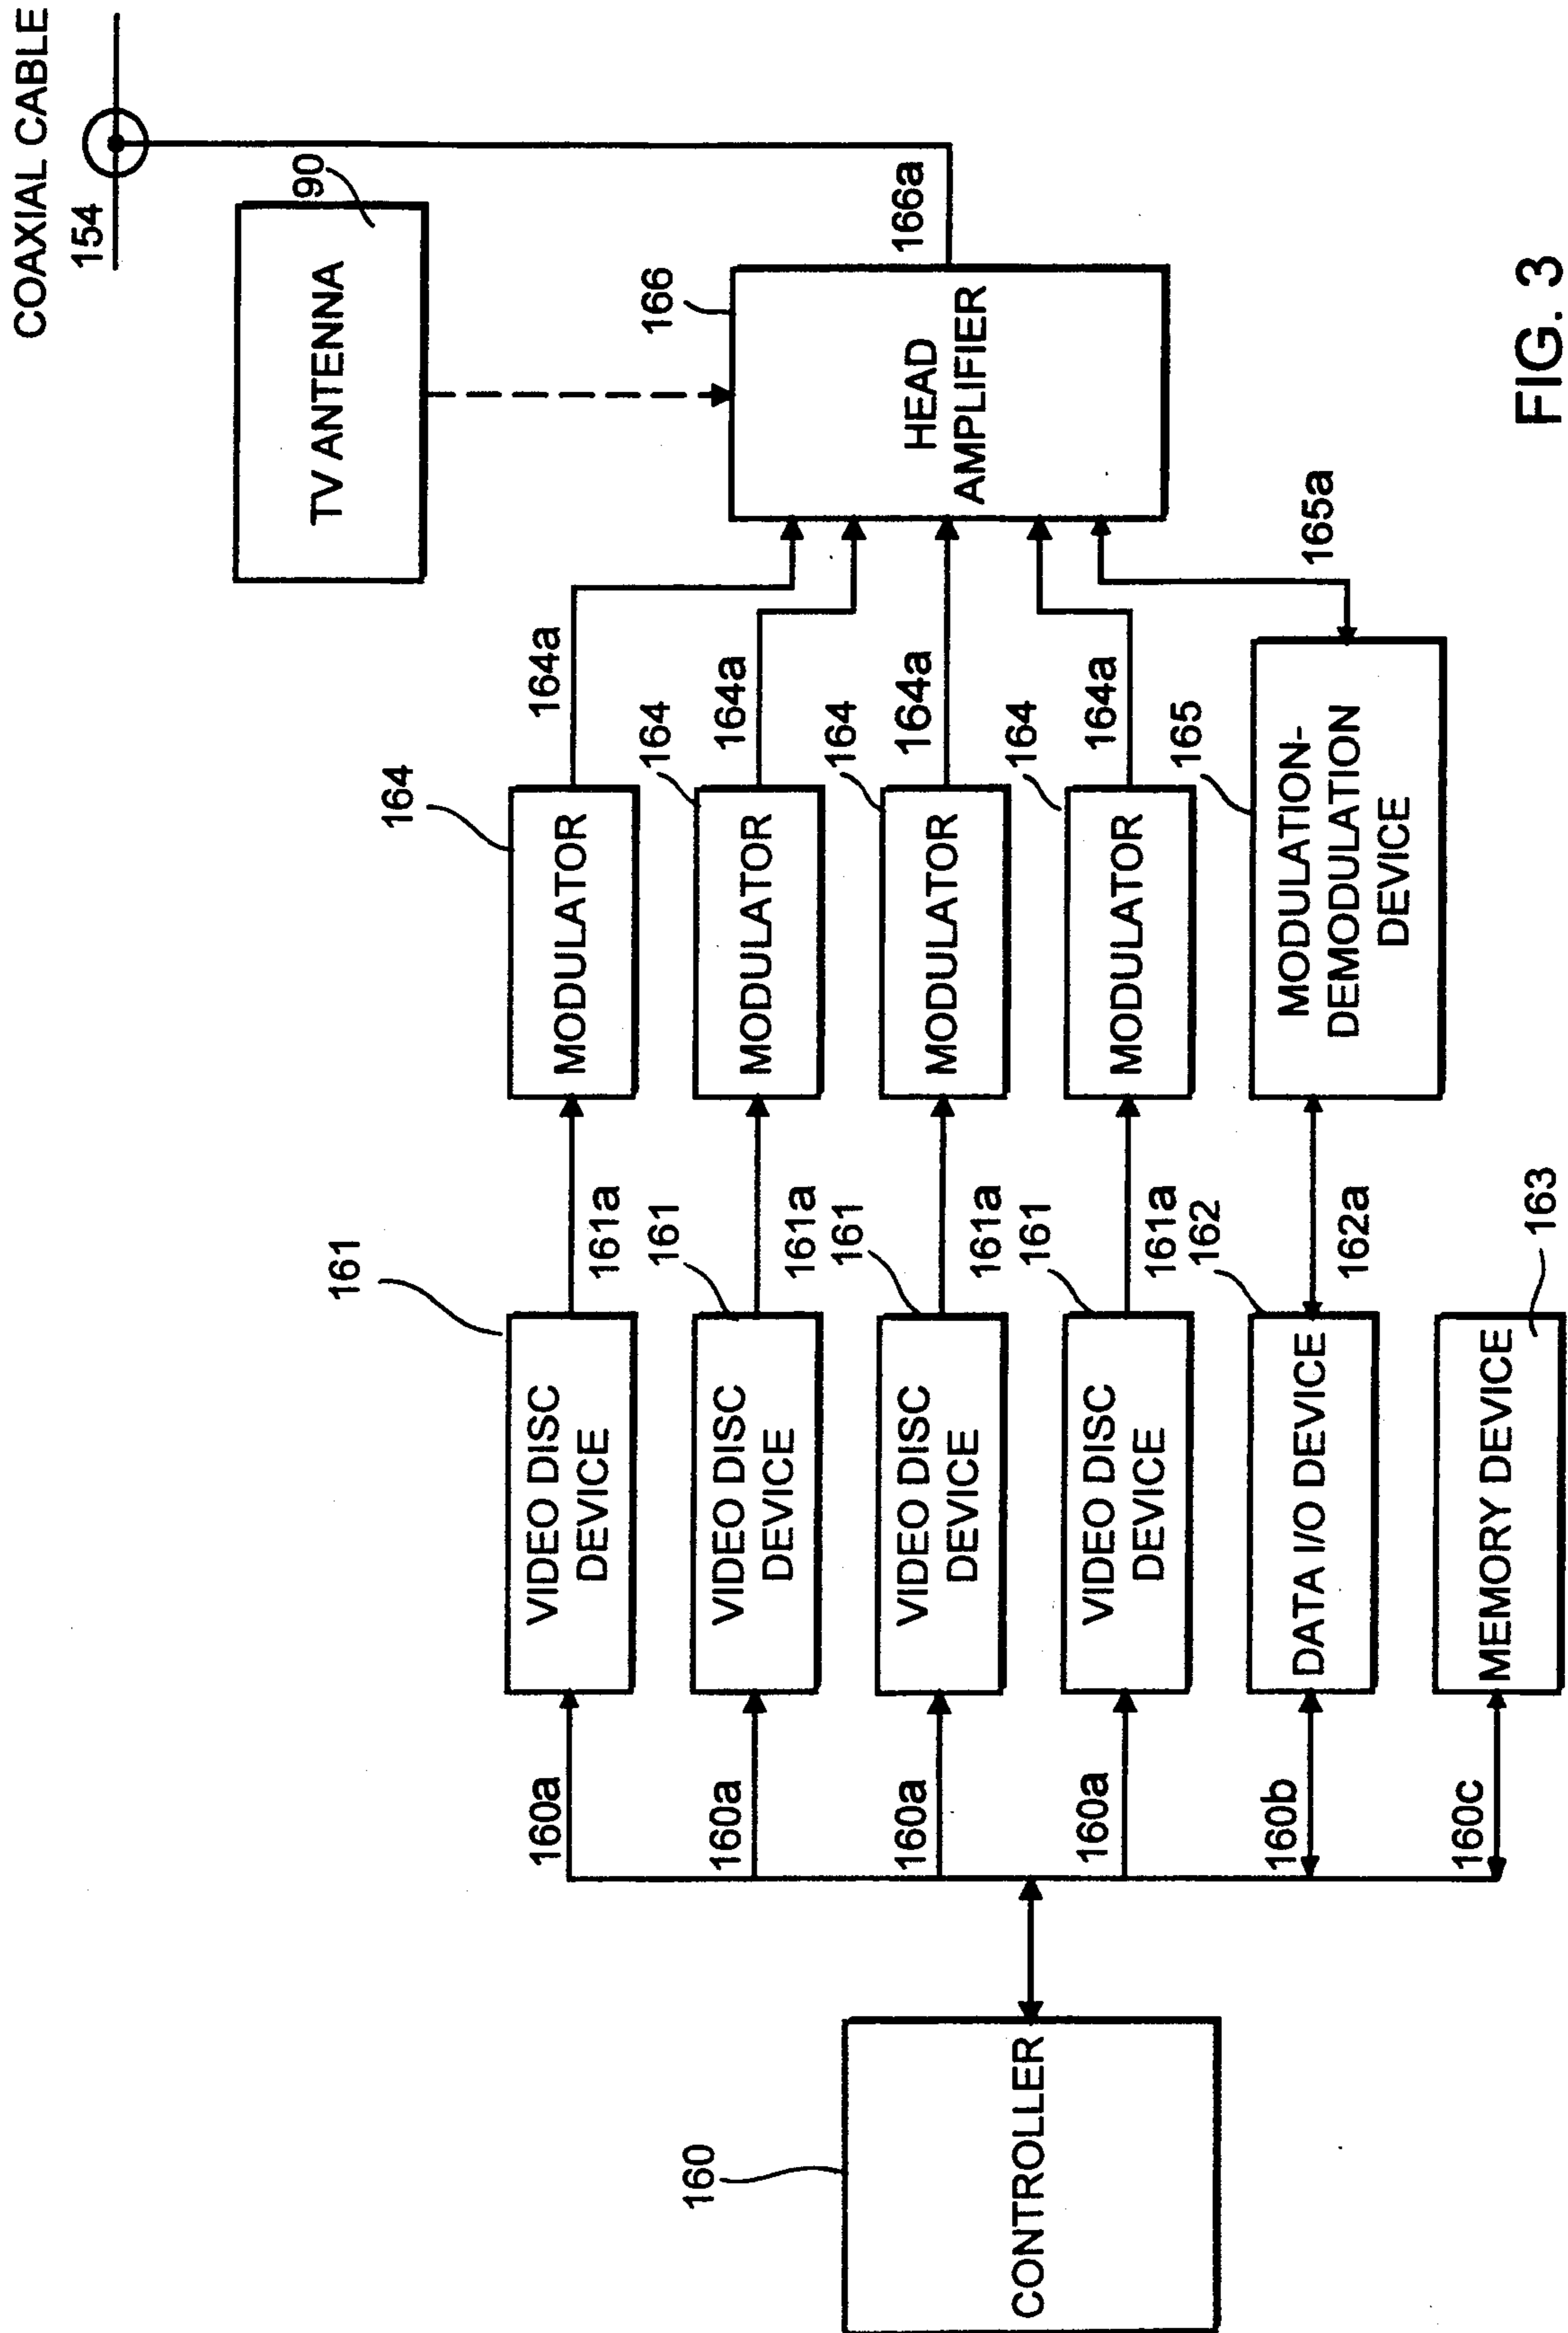 COAXIAL CABLE
154
TV ANTENNA
90
166
HEAD
AMPLIFIER
166a
161
VIDEO DISC
DEVICE
160a
161a
164
MODULATOR
164a
161
VIDEO DISC
DEVICE
160a
161a
164
MODULATOR
164a
161
VIDEO DISC
DEVICE
160a
161a
164
MODULATOR
164a
161
VIDEO DISC
DEVICE
160a
161a
164
MODULATOR
164a
160
CONTROLLER
160b
162
DATA I/O DEVICE
162a
165
MODULATION-
DEMODULATION
DEVICE
165a
160c
MEMORY DEVICE
163
FIG. 3